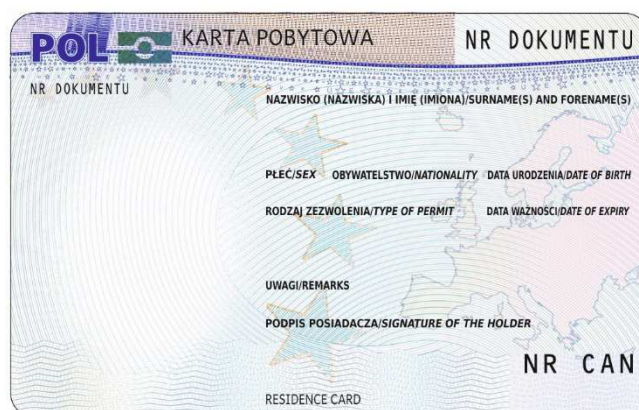 POL KARTA POBYTOWA NR DOKUMENTU
NR DOKUMENTU
NAZWISKO (NAZWISKA) I IMIĘ (IMIONA)/SURNAME(S) AND FORENAME(S)
PŁEĆ/SEX OBYWATELSTWO/NATIONALITY DATA URODZENIA/DATE OF BIRTH
RODZAJ ZEZWOLENIA/TYPE OF PERMIT DATA WAŻNOŚCI/DATE OF EXPIRY
UWAGI/REMARKS
PODPIS POSIADACZA/SIGNATURE OF THE HOLDER
NR CAN
RESIDENCE CARD